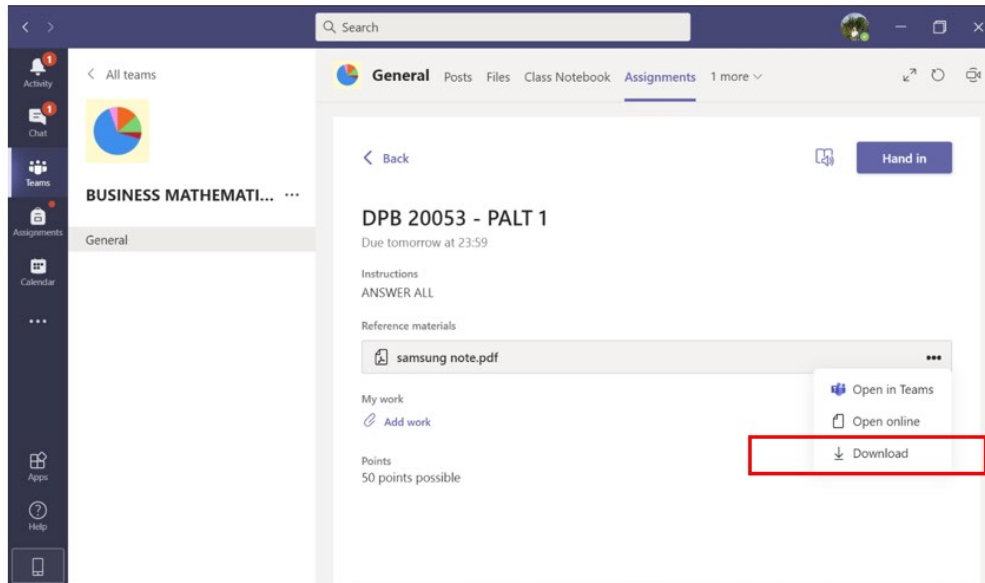 Search
1
Activity
1
Chat
Teams
Assignments
Calendar
Apps
Help
All teams
BUSINESS MATHEMATI... ...
General
General Posts Files Class Notebook Assignments 1 more
Back
Hand in
DPB 20053 - PALT 1
Due tomorrow at 23:59
Instructions
ANSWER ALL
Reference materials
samsung note.pdf
Open in Teams
Open online
Download
My work
Add work
Points
50 points possible